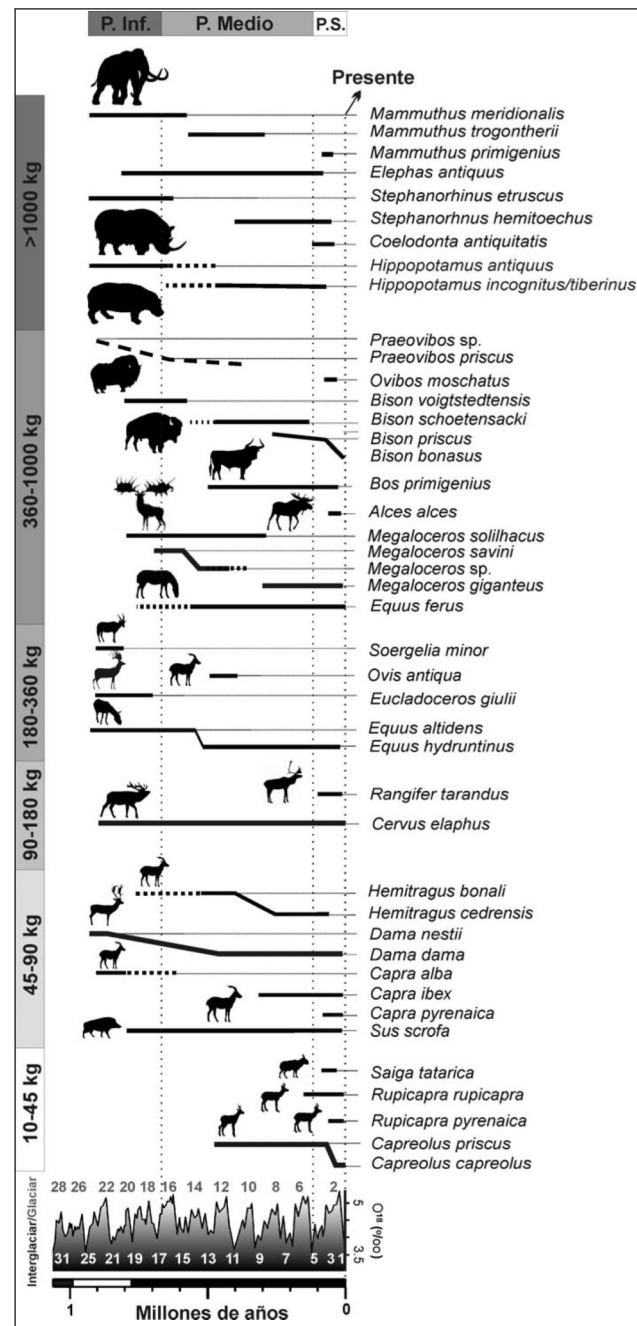 P. Inf. P. Medio P.S.
Presente
>1000 kg
Mammuthus meridionalis
Mammuthus trogontherii
Mammuthus primigenius
Elephas antiquus
Stephanorhinus etruscus
Stephanorhnus hemitoechus
Coelodonta antiquitatis
Hippopotamus antiquus
Hippopotamus incognitus/tiberinus
360-1000 kg
Praeovibos sp.
Praeovibos priscus
Ovibos moschatus
Bison voigtstedtensis
Bison schoetensacki
Bison priscus
Bison bonasus
Bos primigenius
Alces alces
Megaloceros solilhacus
Megaloceros savini
Megaloceros sp.
Megaloceros giganteus
Equus ferus
180-360 kg
Soergelia minor
Ovis antiqua
Eucladoceros giulii
Equus altidens
Equus hydruntinus
90-180 kg
Rangifer tarandus
Cervus elaphus
45-90 kg
Hemitragus bonali
Hemitragus cedrensis
Dama nestii
Dama dama
Capra alba
Capra ibex
Capra pyrenaica
Sus scrofa
10-45 kg
Saiga tatarica
Rupicapra rupicapra
Rupicapra pyrenaica
Capreolus priscus
Capreolus capreolus
Interglaciar/Glaciar
28 26 22 20 18 16 14 12 10 8 6 2
31 25 21 19 17 15 13 11 9 7 5 3 1
5
3.5
O¹⁸ (%o)
1 Millones de años 0